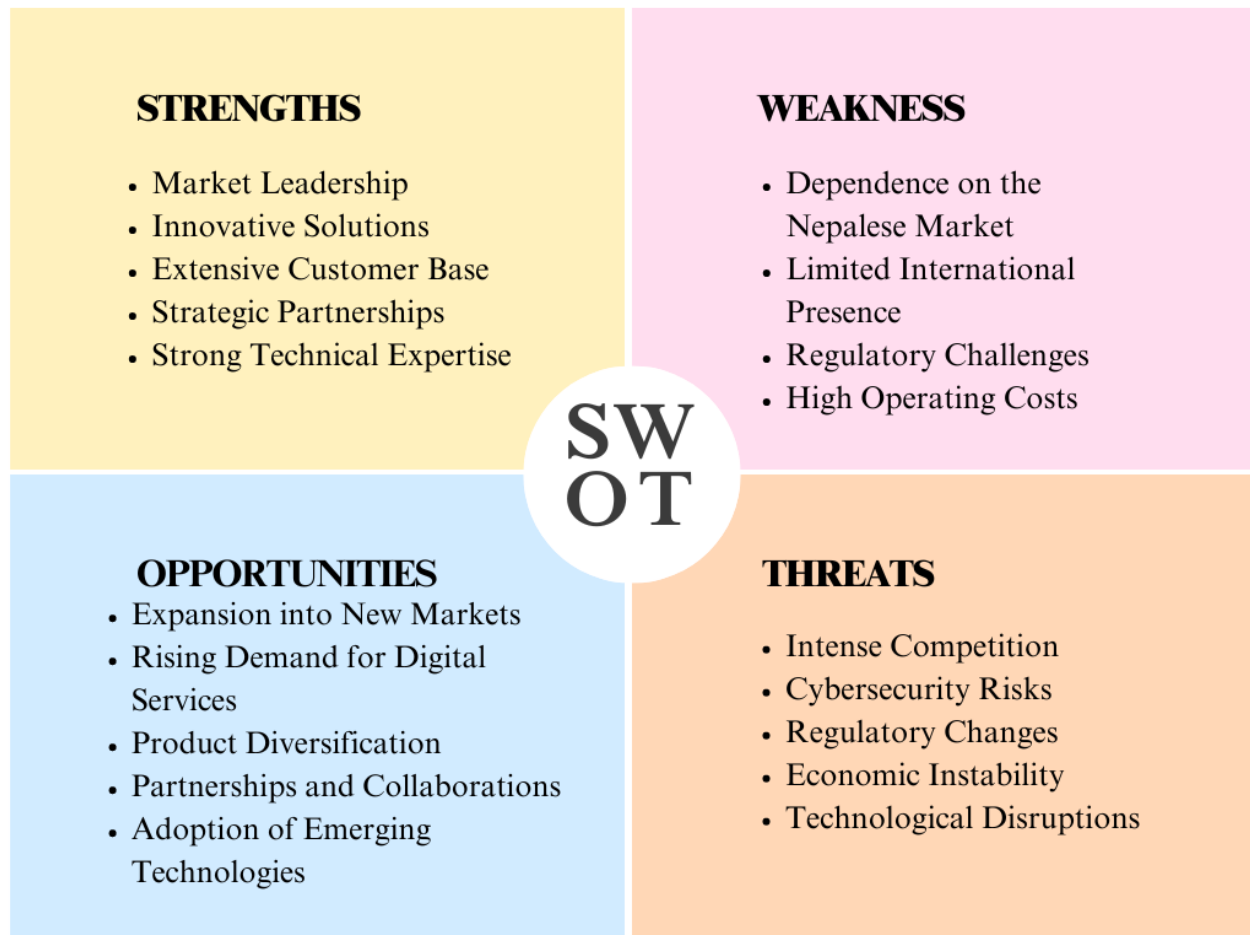 STRENGTHS
• Market Leadership
• Innovative Solutions
• Extensive Customer Base
• Strategic Partnerships
• Strong Technical Expertise
WEAKNESS
• Dependence on the
Nepalese Market
• Limited International
Presence
• Regulatory Challenges
• High Operating Costs
SW
OT
OPPORTUNITIES
• Expansion into New Markets
• Rising Demand for Digital
Services
• Product Diversification
• Partnerships and Collaborations
• Adoption of Emerging
Technologies
THREATS
• Intense Competition
• Cybersecurity Risks
• Regulatory Changes
• Economic Instability
• Technological Disruptions